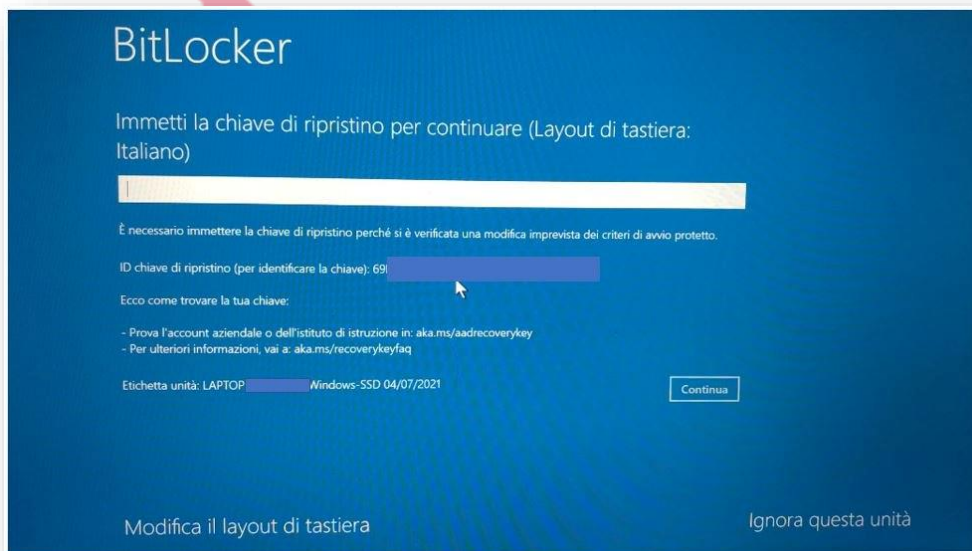 BitLocker
Immetti la chiave di ripristino per continuare (Layout di tastiera:
Italiano)
È necessario immettere la chiave di ripristino perché si è verificata una modifica imprevista dei criteri di avvio protetto.
ID chiave di ripristino (per identificare la chiave): 69
Ecco come trovare la tua chiave:
- Prova l'account aziendale o dell'istituto di istruzione in: aka.ms/aadrecoverykey
- Per ulteriori informazioni, vai a: aka.ms/recoverykeyfaq
Etichetta unità: LAPTOP Windows-SSD 04/07/2021
Continua
Modifica il layout di tastiera
Ignora questa unità